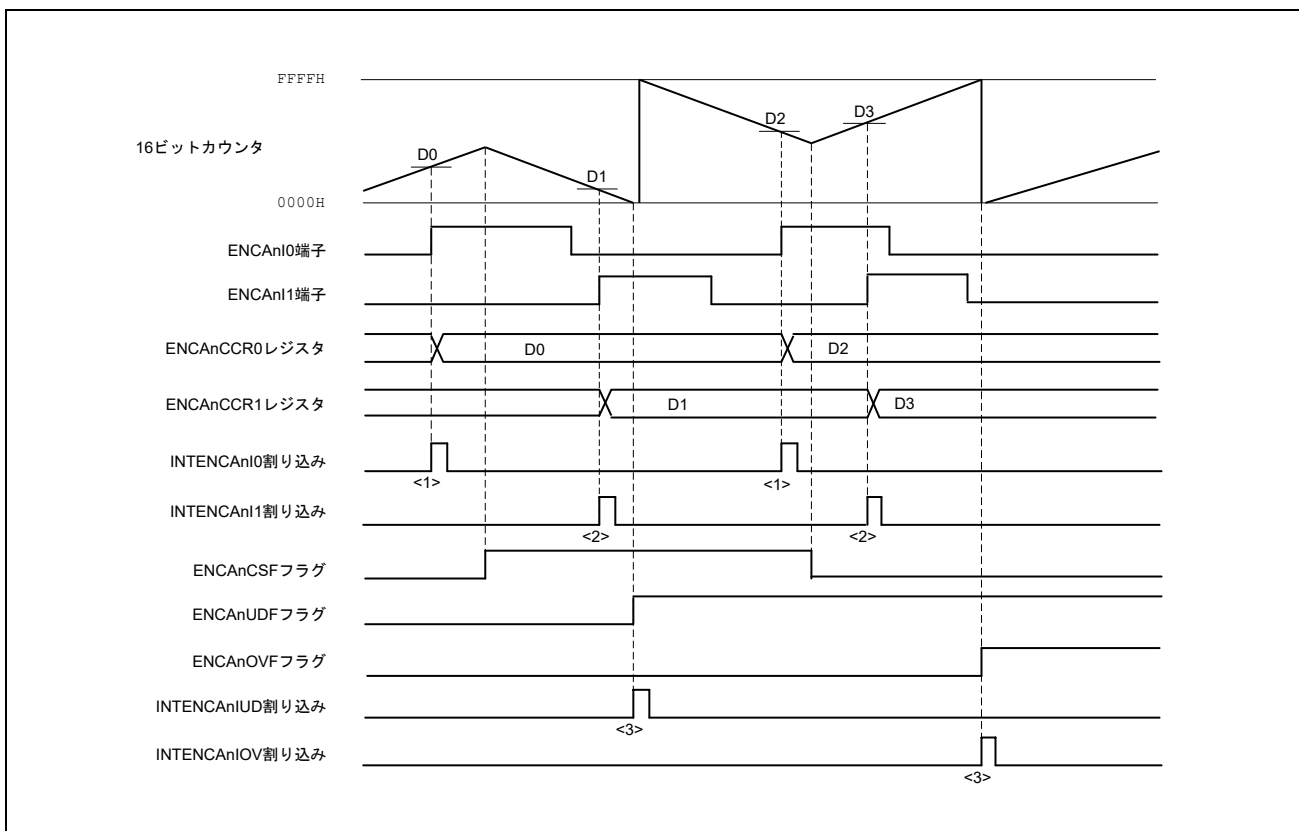 FFFFH
D2
D3
16ビットカウンタ
D0
D1
0000H
ENCAnI0端子
ENCAnI1端子
ENCAnCCR0レジスタ
D0
D2
ENCAnCCR1レジスタ
D1
D3
INTENCAnI0割り込み
<1>
<1>
INTENCAnI1割り込み
<2>
<2>
ENCAnCSFフラグ
ENCAnUDFフラグ
ENCAnOVFフラグ
INTENCAnIUD割り込み
<3>
INTENCAnIOV割り込み
<3>